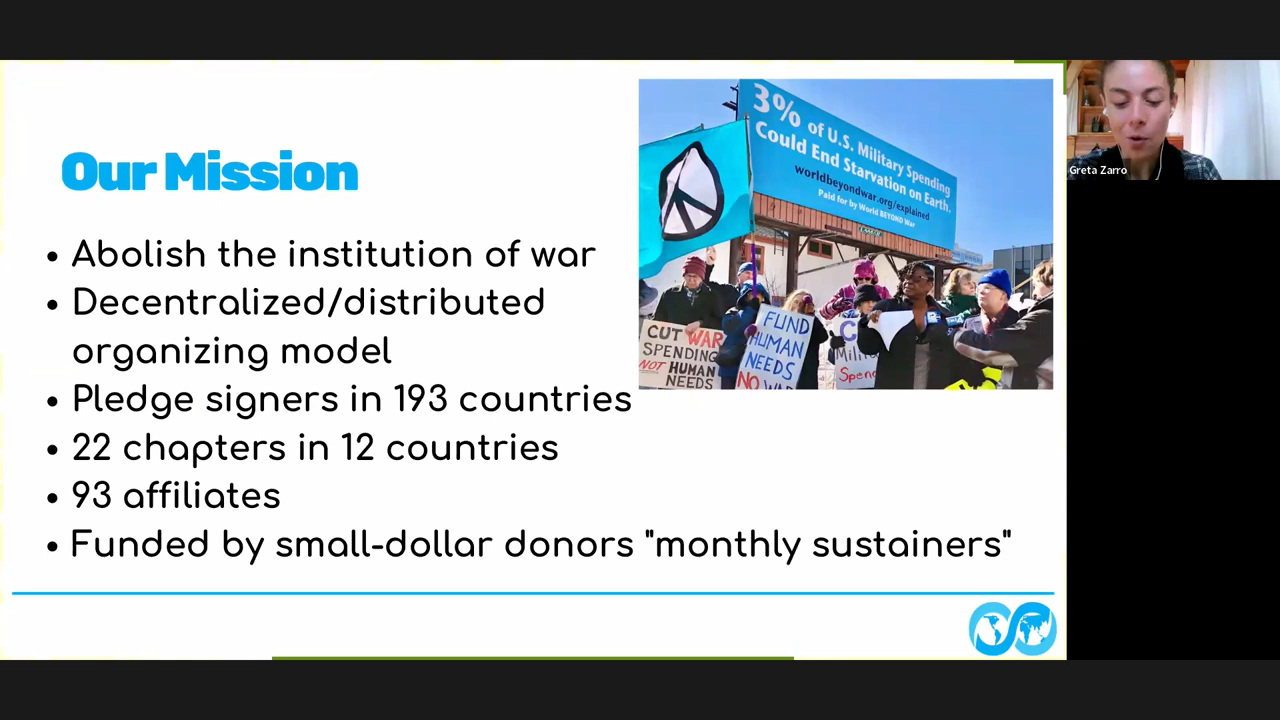 Our Mission
• Abolish the institution of war
• Decentralized/distributed
organizing model
• Pledge signers in 193 countries
• 22 chapters in 12 countries
• 93 affiliates
• Funded by small-dollar donors "monthly sustainers"
3% of U.S. Military Spending
Could End Starvation on Earth.
worldbeyondwar.org/explained
Paid for by World BEYOND War
CUT WAR
SPENDING
NOT HUMAN
NEEDS
FUND
HUMAN
NEEDS
NO WAR
Greta Zarro